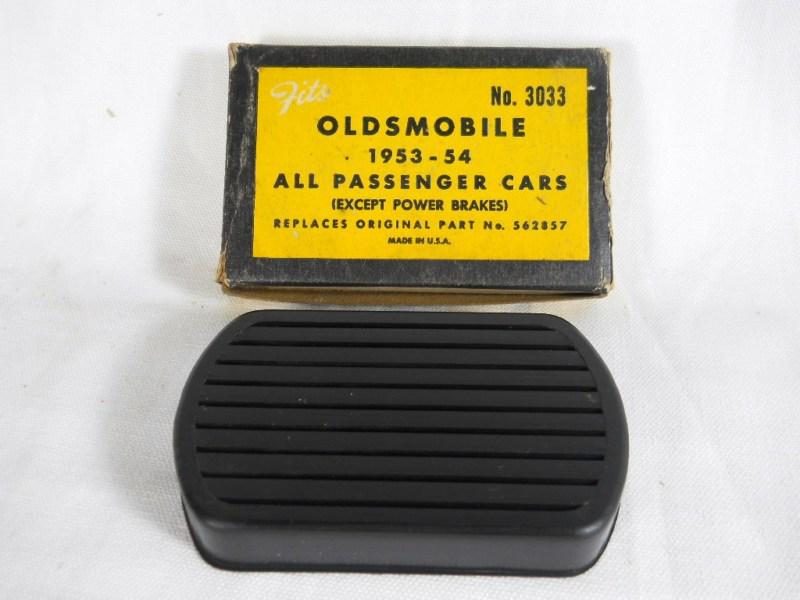 Fits No. 3033
OLDSMOBILE
1953-54
ALL PASSENGER CARS
(EXCEPT POWER BRAKES)
REPLACES ORIGINAL PART No. 562857
MADE IN U.S.A.